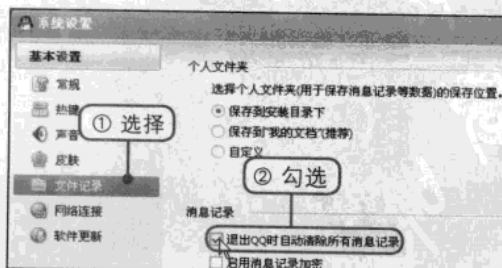 系统设置
基本设置
常规
热键
声音
皮肤
文件记录
网络连接
软件更新
① 选择
个人文件夹
选择个人文件夹(用于保存消息记录等数据)的保存位置。
保存到安装目录下
保存到"我的文档"(推荐)
自定义
② 勾选
消息记录
退出QQ时自动清除所有消息记录
启用消息记录加密